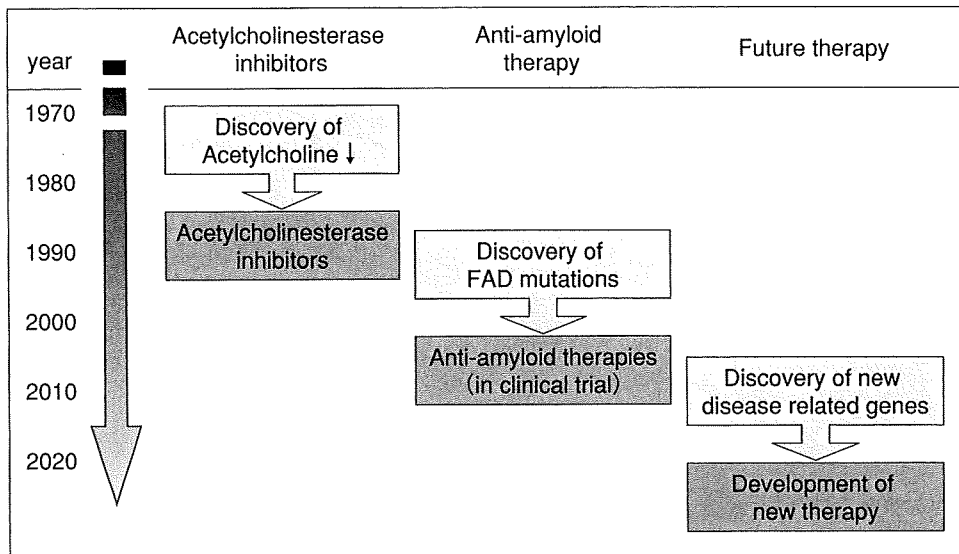 year
Acetylcholinesterase
inhibitors
Anti-amyloid
therapy
Future therapy
1970
1980
1990
2000
2010
2020
Discovery of
Acetylcholine ↓
Acetylcholinesterase
inhibitors
Discovery of
FAD mutations
Anti-amyloid therapies
(in clinical trial)
Discovery of new
disease related genes
Development of
new therapy